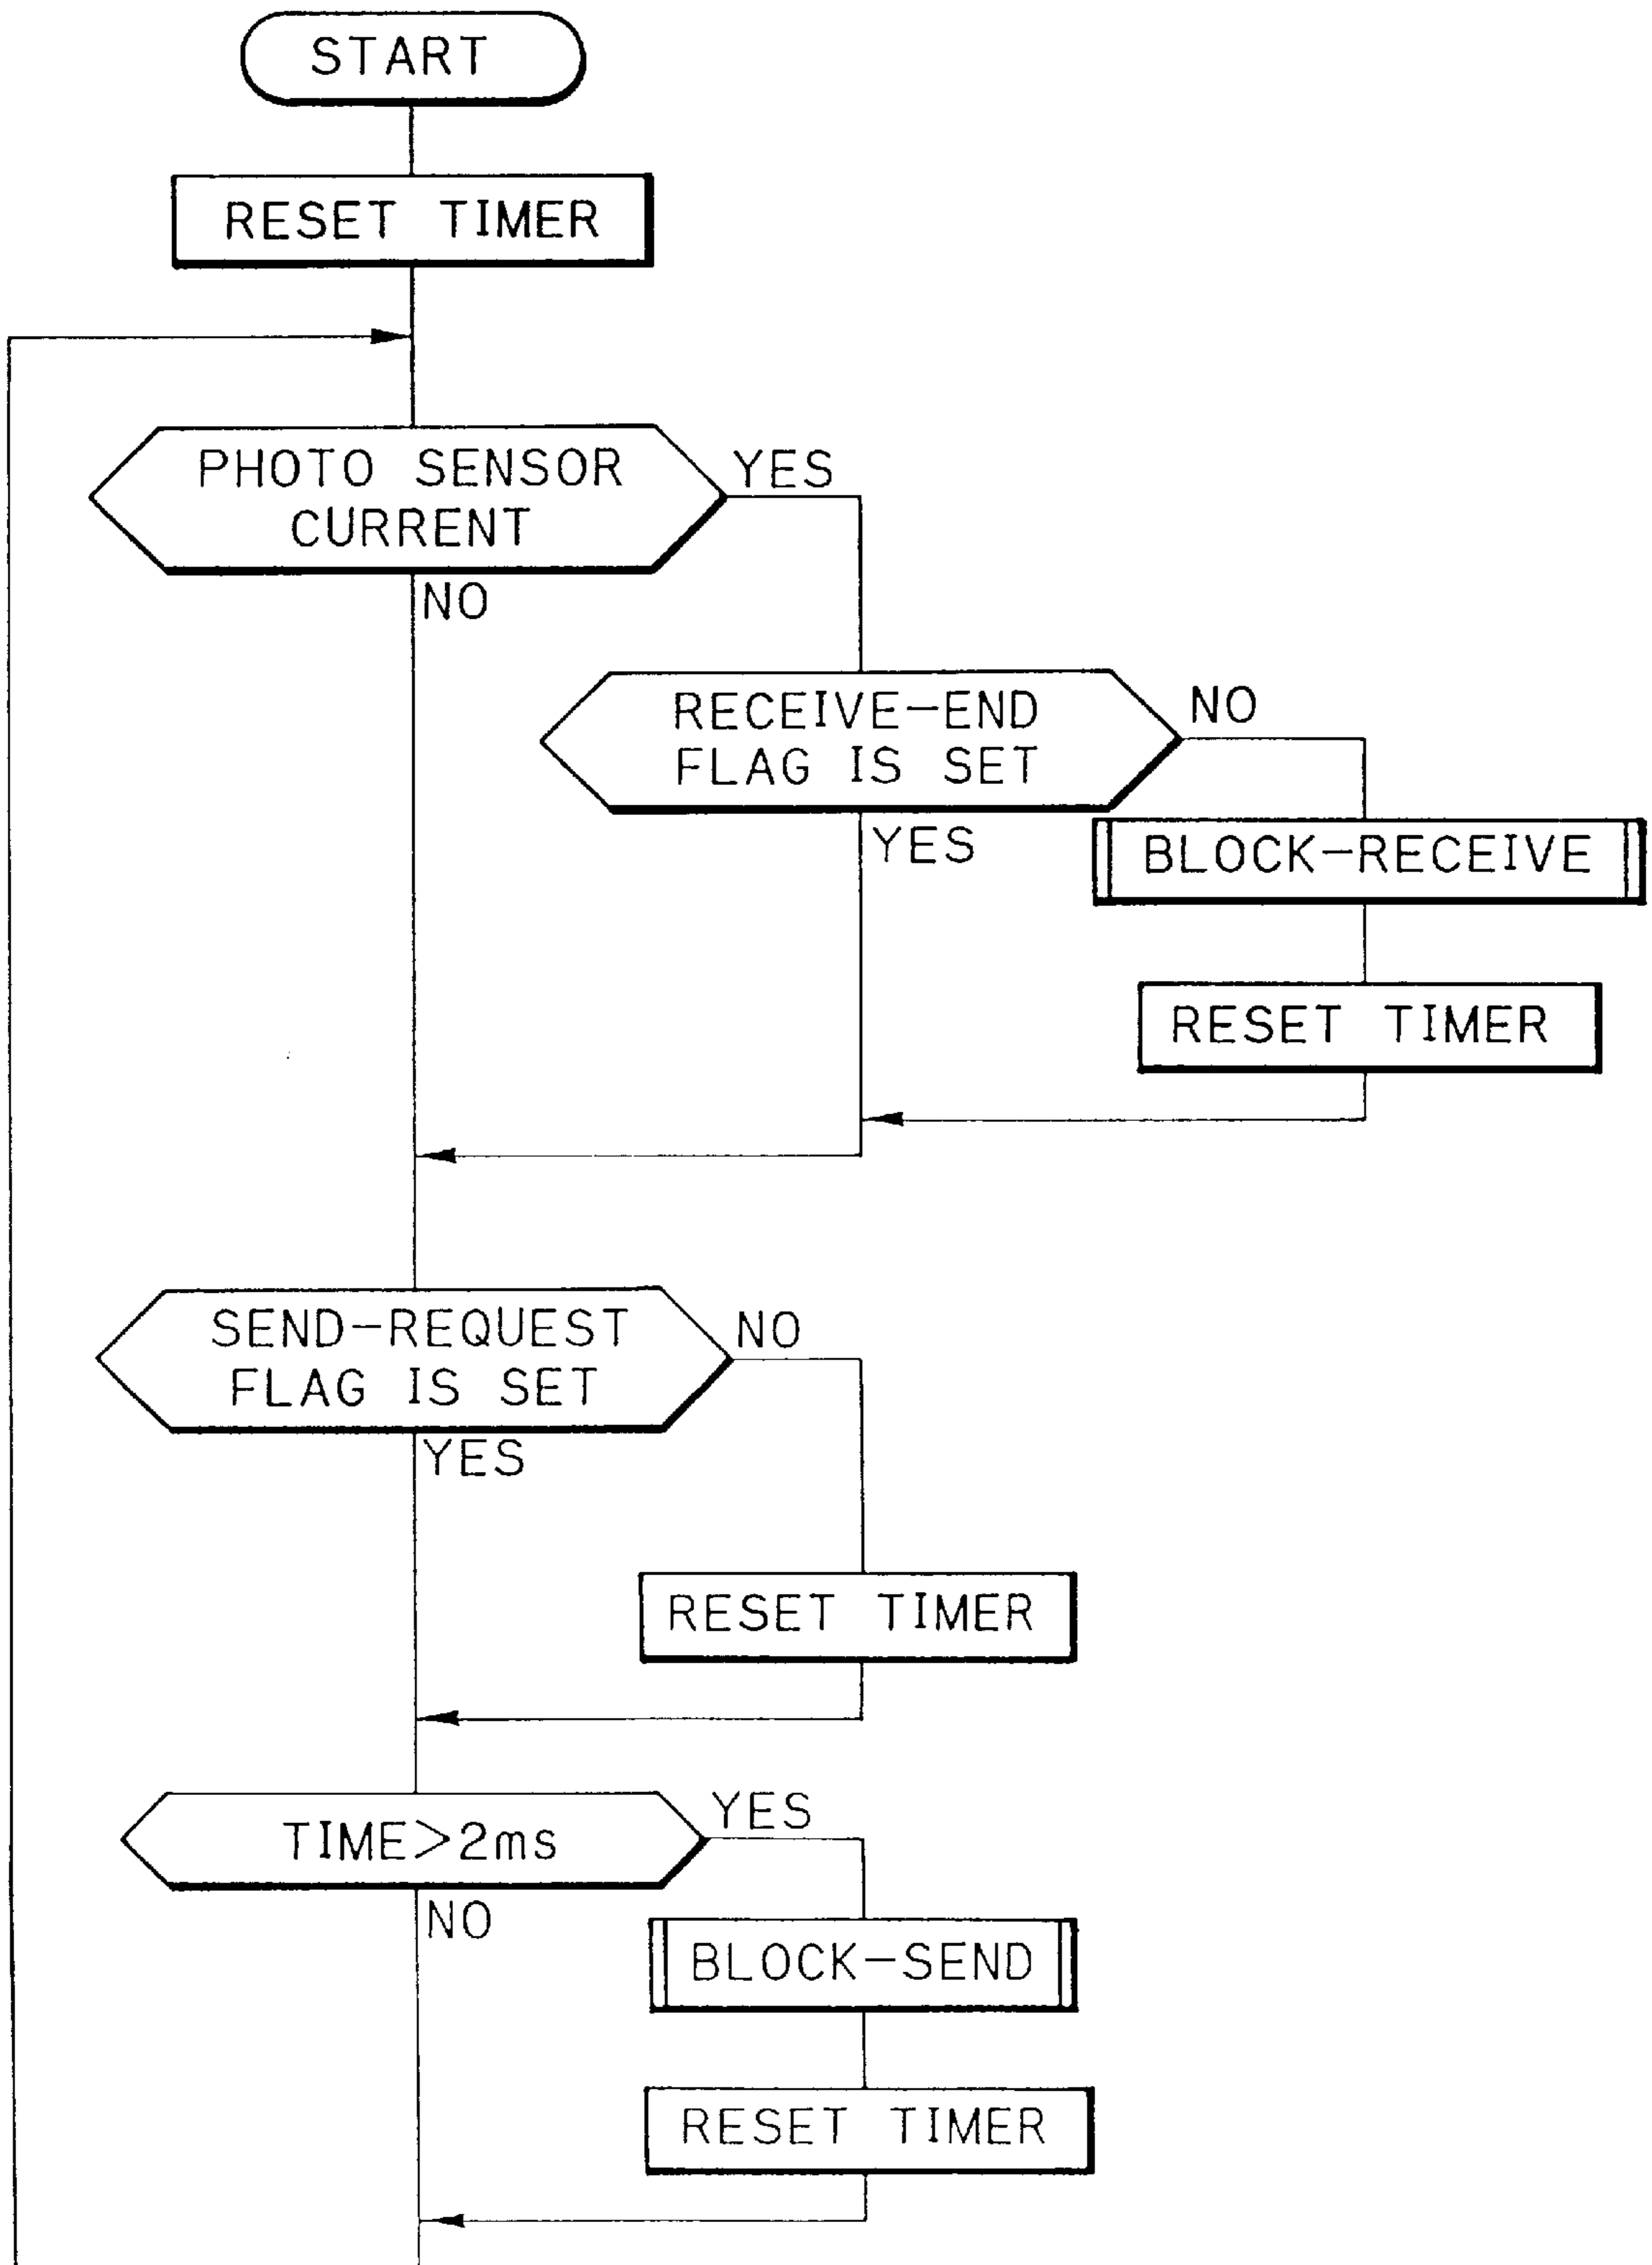 START
RESET TIMER
PHOTO SENSOR
CURRENT
YES
NO
RECEIVE-END
FLAG IS SET
NO
YES
BLOCK-RECEIVE
RESET TIMER
SEND-REQUEST
FLAG IS SET
NO
YES
RESET TIMER
TIME>2ms
YES
NO
BLOCK-SEND
RESET TIMER